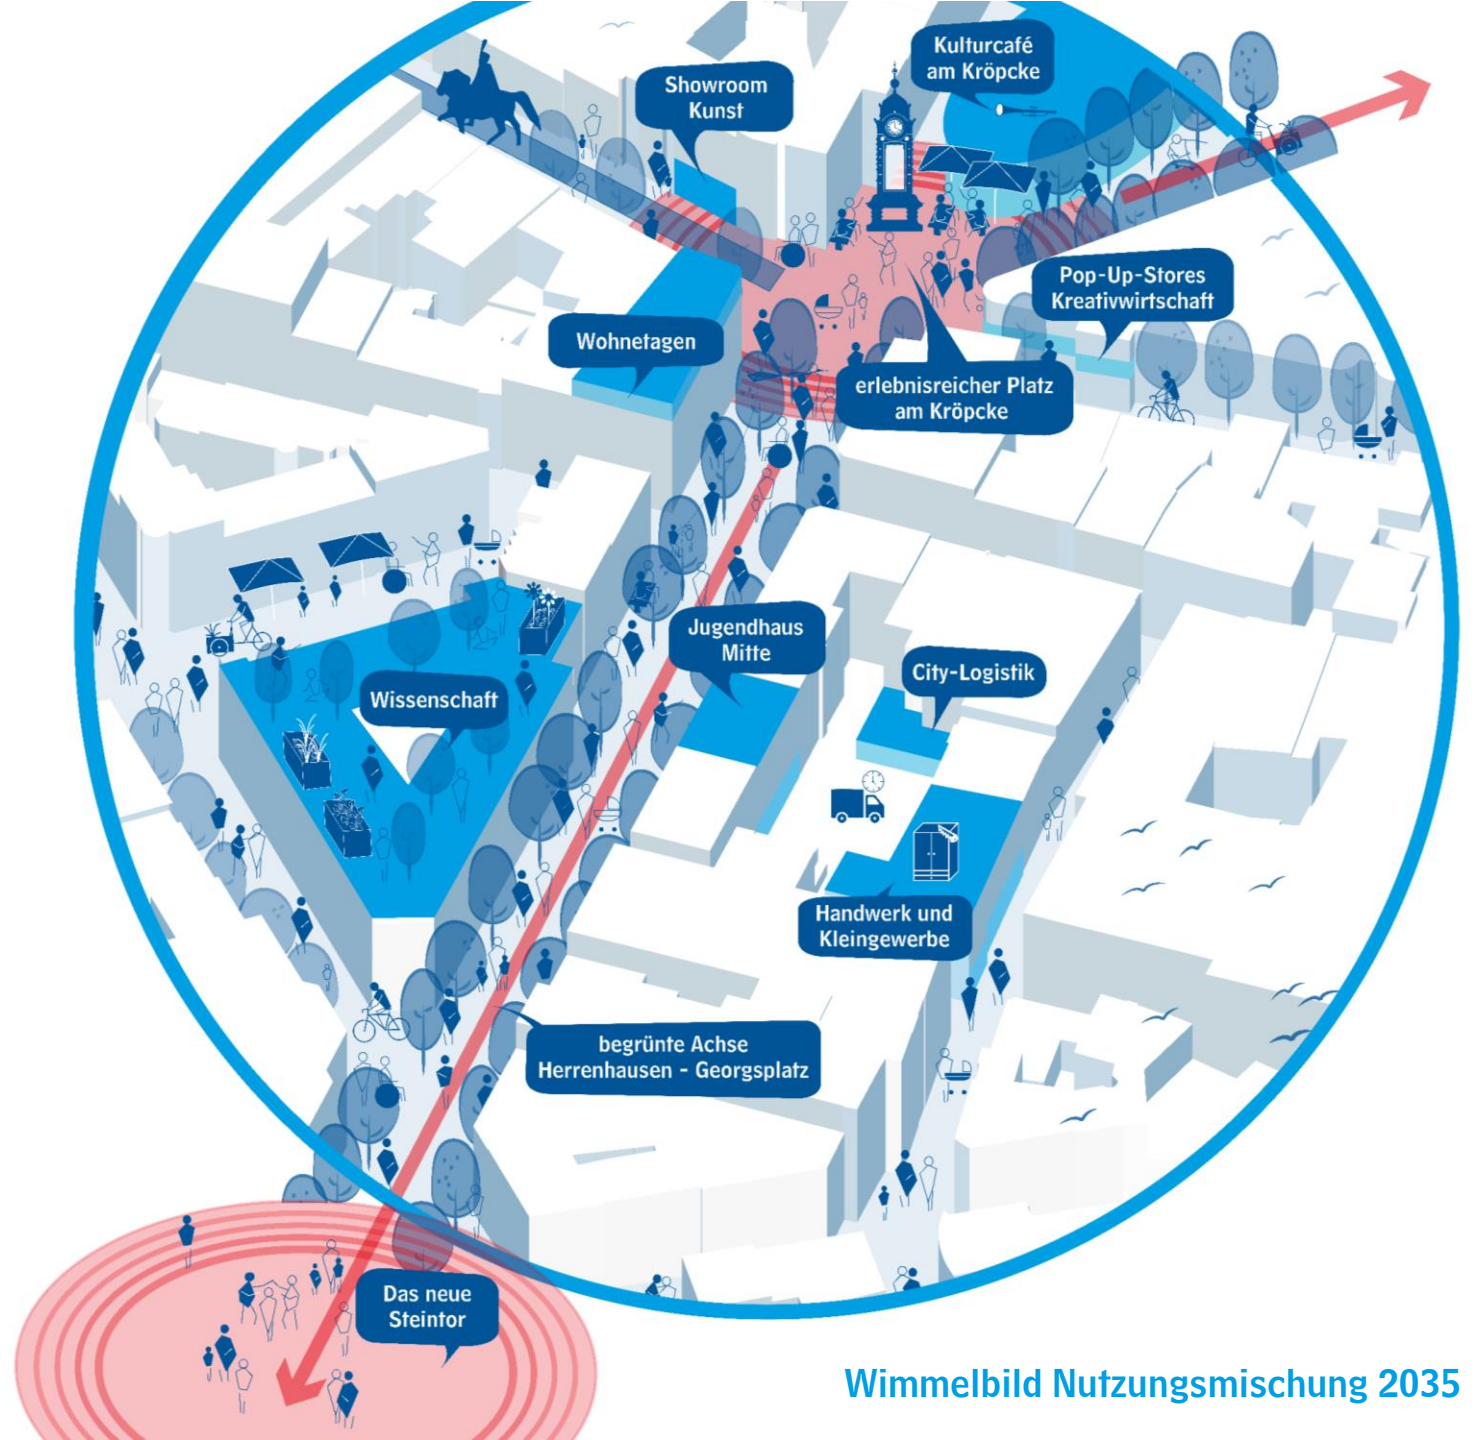 Kulturcafé
am Kröpcke
Showroom
Kunst
Pop-Up-Stores
Kreativwirtschaft
Wohnetagen
erlebnisreicher Platz
am Kröpcke
Jugendhaus
Mitte
City-Logistik
Wissenschaft
Handwerk und
Kleingewerbe
begrünte Achse
Herrenhausen - Georgsplatz
Das neue
Steintor
Wimmelbild Nutzungsmischung 2035